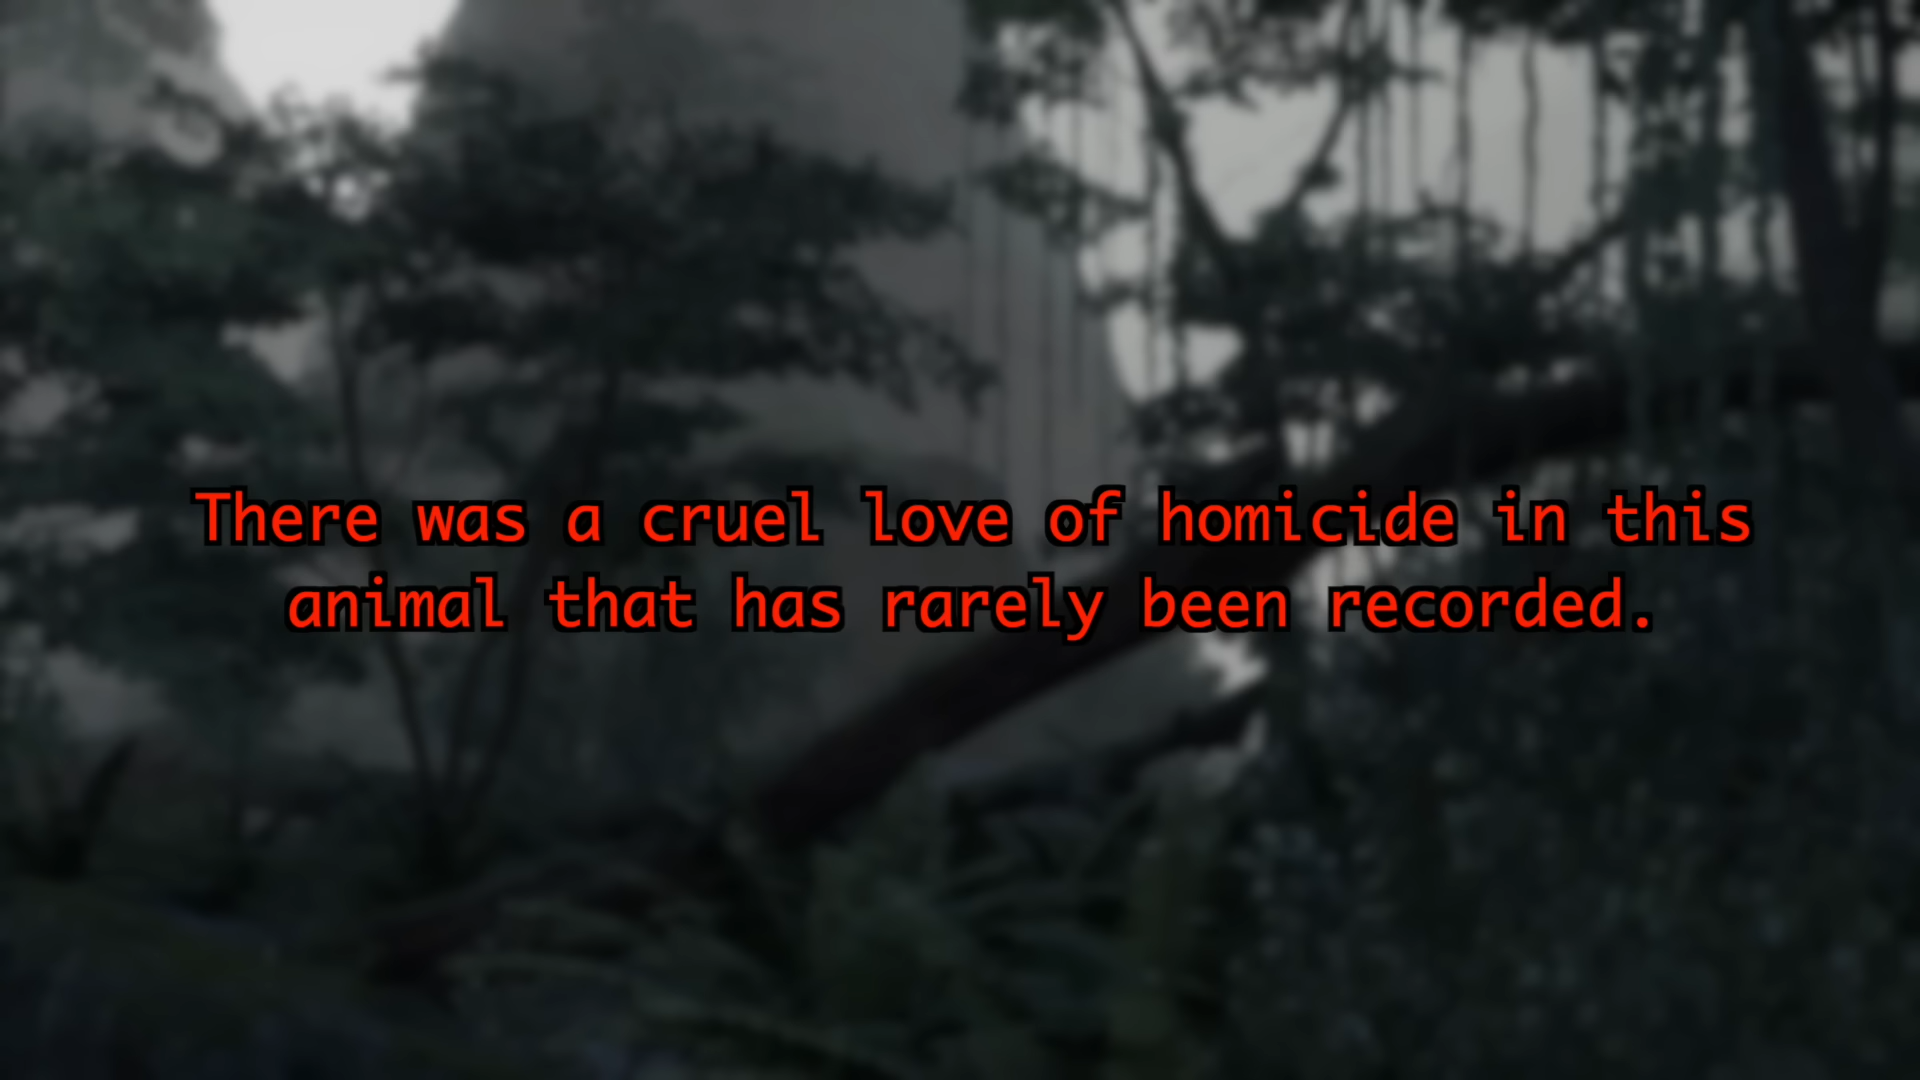 There was a cruel love of homicide in this
animal that has rarely been recorded.